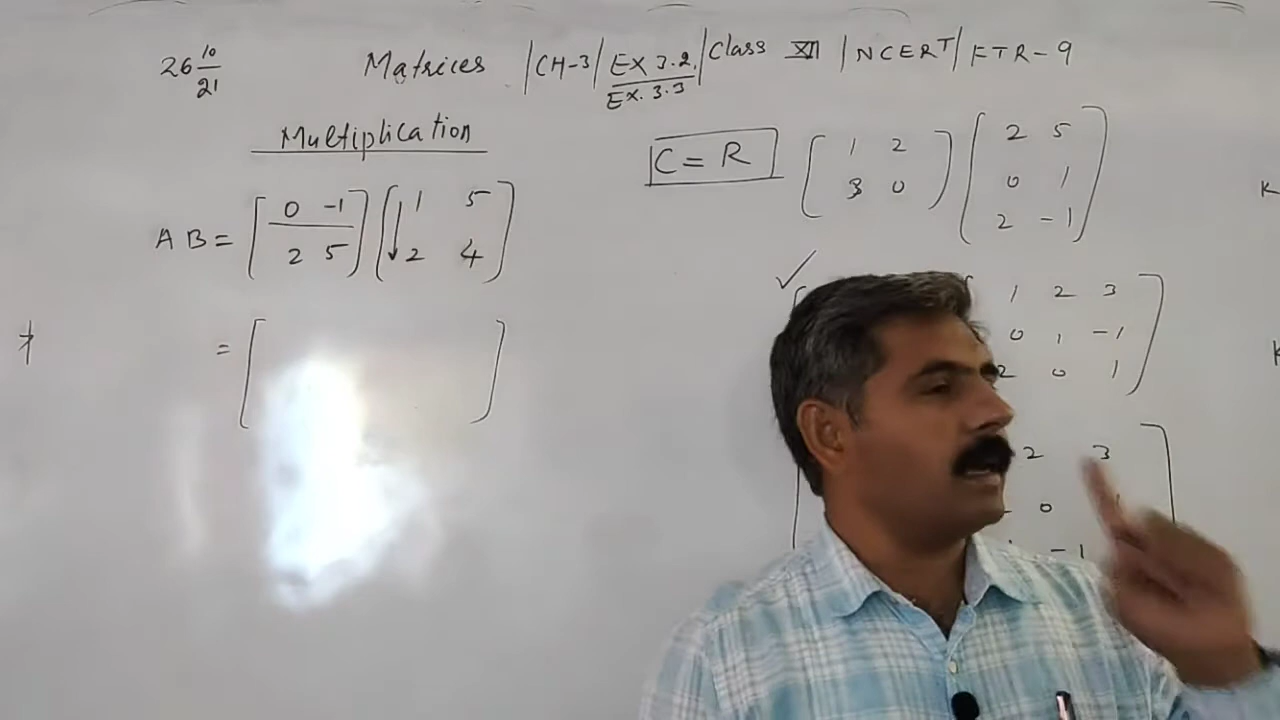 26 10/21 Matrices |CH-3| EX 3.2, |Class XII |NCERT| FTR-9
EX. 3.3
Multiplication
AB = [ 0 -1 ] [ 1 5 ]
[ 2 5 ] [ 2 4 ]
= [ ]
C = R
[ 1 2 ] [ 2 5 ]
[ 3 0 ] [ 0 1 ]
[ 2 -1 ]
✓
1 2 3 ]
0 1 -1
2 0 1
2 3 ]
0
-1
K
K